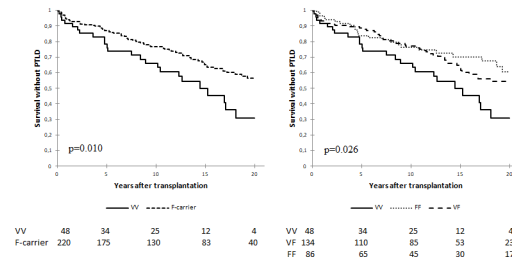 1
0,9
0,8
0,7
0,6
0,5
0,4
0,3
0,2
0,1
0
Survival without PTLD
p=0.010
0 5 10 15 20
Years after transplantation
VV F-carrier
VV 48 34 25 12 4
F-carrier 220 175 130 83 40
1
0,9
0,8
0,7
0,6
0,5
0,4
0,3
0,2
0,1
0
Survival without PTLD
p=0.026
0 5 10 15 20
Years after transplantation
VV FF VF
VV 48 34 25 12 4
VF 134 110 85 53 23
FF 86 65 45 30 17